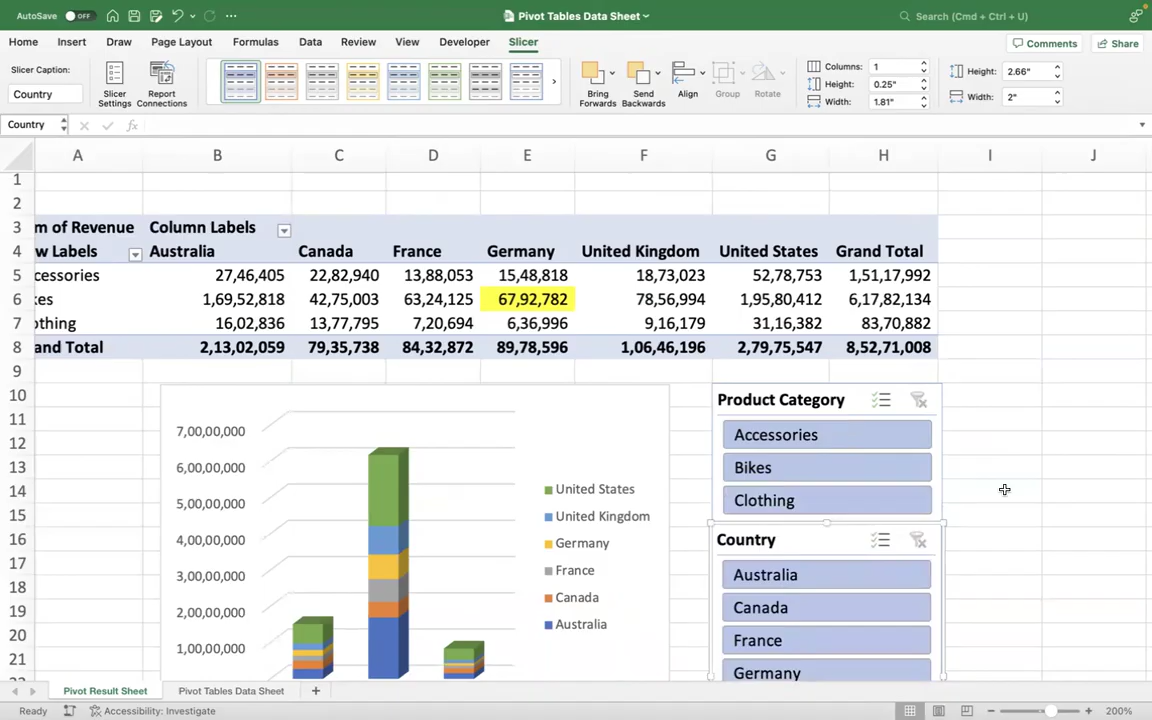 AutoSave OFF Pivot Tables Data Sheet Search (Cmd + Ctrl + U)
Home Insert Draw Page Layout Formulas Data Review View Developer Slicer Comments Share
Slicer Caption:
Country
Slicer Settings
Report Connections
Bring Forwards
Send Backwards
Align
Group
Rotate
Columns: 1
Height: 0.25"
Width: 1.81"
Height: 2.66"
Width: 2"
Country fx
A B C D E F G H I J
1
2
3 m of Revenue Column Labels
4 w Labels Australia Canada France Germany United Kingdom United States Grand Total
5 ccessories 27,46,405 22,82,940 13,88,053 15,48,818 18,73,023 52,78,753 1,51,17,992
6 kes 1,69,52,818 42,75,003 63,24,125 67,92,782 78,56,994 1,95,80,412 6,17,82,134
7 othing 16,02,836 13,77,795 7,20,694 6,36,996 9,16,179 31,16,382 83,70,882
8 and Total 2,13,02,059 79,35,738 84,32,872 89,78,596 1,06,46,196 2,79,75,547 8,52,71,008
9
10
11
12
13
14
15
16
17
18
19
20
21
7,00,00,000
6,00,00,000
5,00,00,000
4,00,00,000
3,00,00,000
2,00,00,000
1,00,00,000
United States
United Kingdom
Germany
France
Canada
Australia
Product Category
Accessories
Bikes
Clothing
Country
Australia
Canada
France
Germany
Pivot Result Sheet Pivot Tables Data Sheet
Ready Accessibility: Investigate 200%